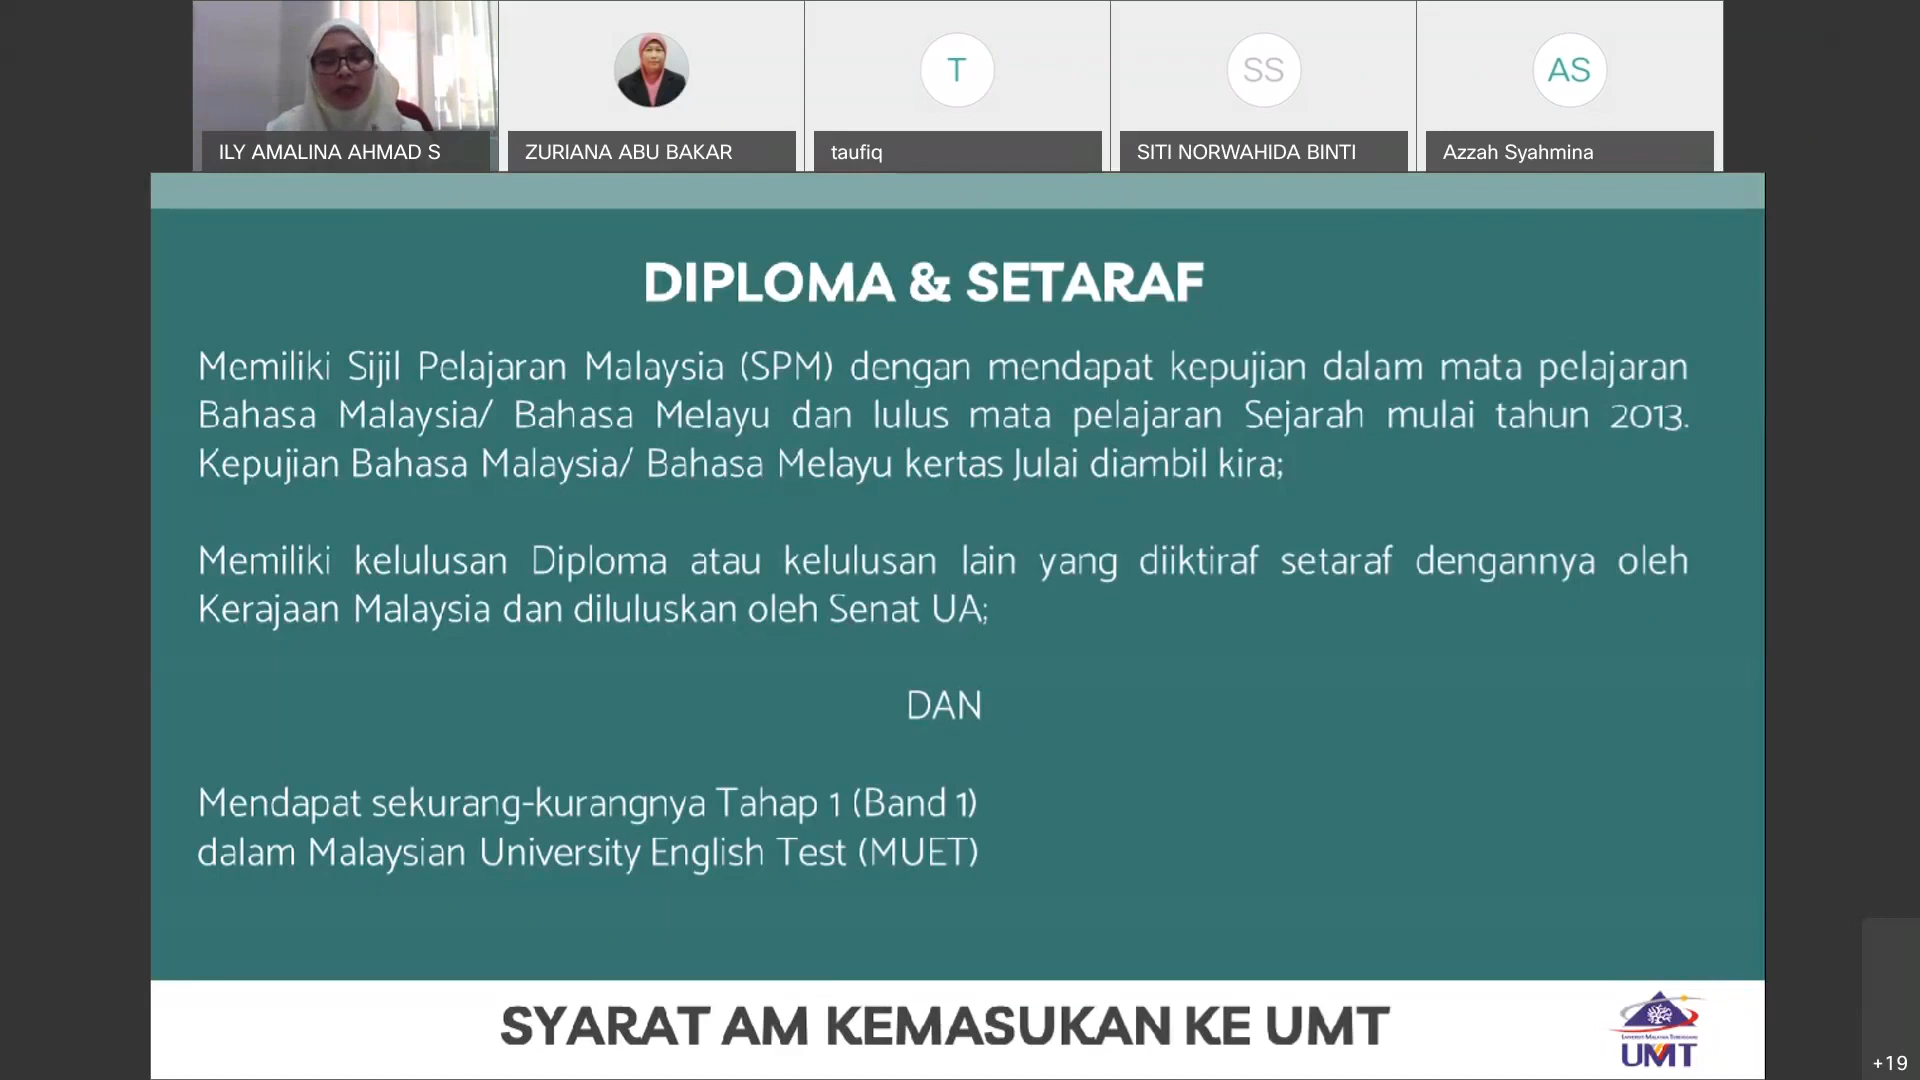 ILY AMALINA AHMAD S
ZURIANA ABU BAKAR
T
taufiq
SS
SITI NORWAHIDA BINTI
AS
Azzah Syahmina
DIPLOMA & SETARAF
Memiliki Sijil Pelajaran Malaysia (SPM) dengan mendapat kepujian dalam mata pelajaran
Bahasa Malaysia/ Bahasa Melayu dan lulus mata pelajaran Sejarah mulai tahun 2013.
Kepujian Bahasa Malaysia/ Bahasa Melayu kertas Julai diambil kira;
Memiliki kelulusan Diploma atau kelulusan lain yang diiktiraf setaraf dengannya oleh
Kerajaan Malaysia dan diluluskan oleh Senat UA;
DAN
Mendapat sekurang-kurangnya Tahap 1 (Band 1)
dalam Malaysian University English Test (MUET)
SYARAT AM KEMASUKAN KE UMT
UMT
+19